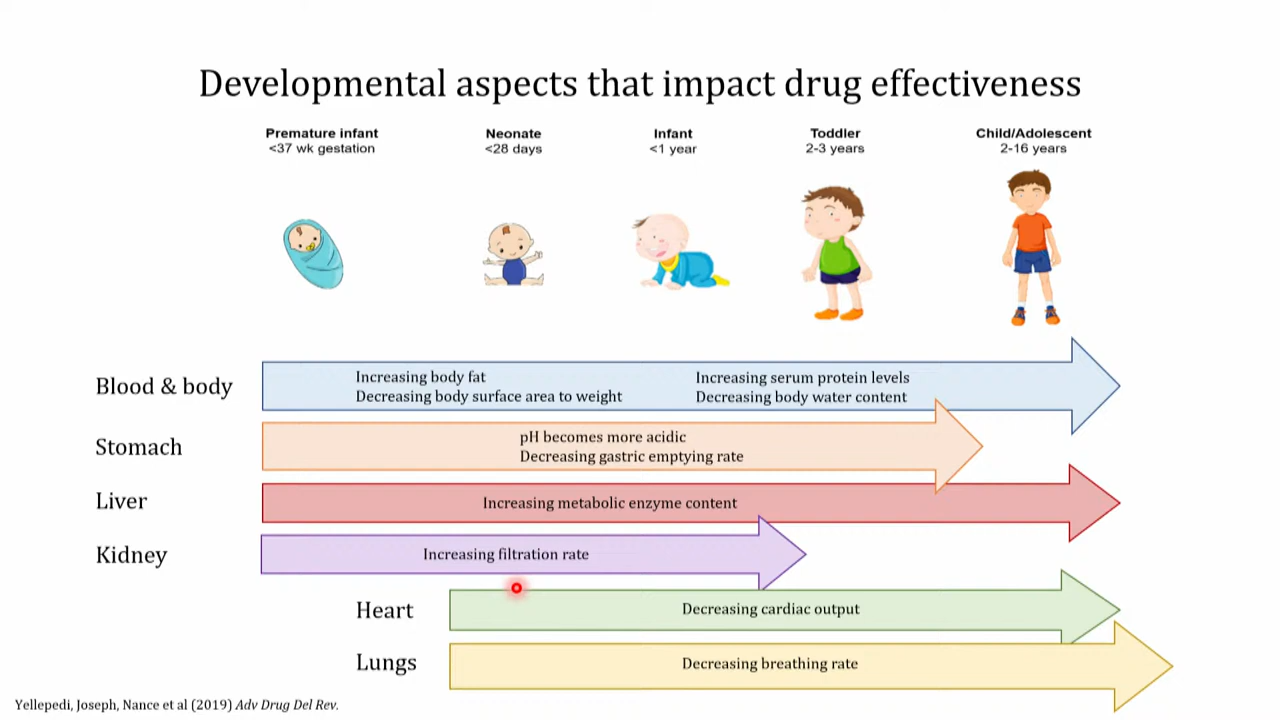 Developmental aspects that impact drug effectiveness
Premature infant
<37 wk gestation
Neonate
<28 days
Infant
<1 year
Toddler
2-3 years
Child/Adolescent
2-16 years
Blood & body
Increasing body fat
Decreasing body surface area to weight
Increasing serum protein levels
Decreasing body water content
Stomach
pH becomes more acidic
Decreasing gastric emptying rate
Liver
Increasing metabolic enzyme content
Kidney
Increasing filtration rate
Heart
Decreasing cardiac output
Lungs
Decreasing breathing rate
Yellepedi, Joseph, Nance et al (2019) Adv Drug Del Rev.